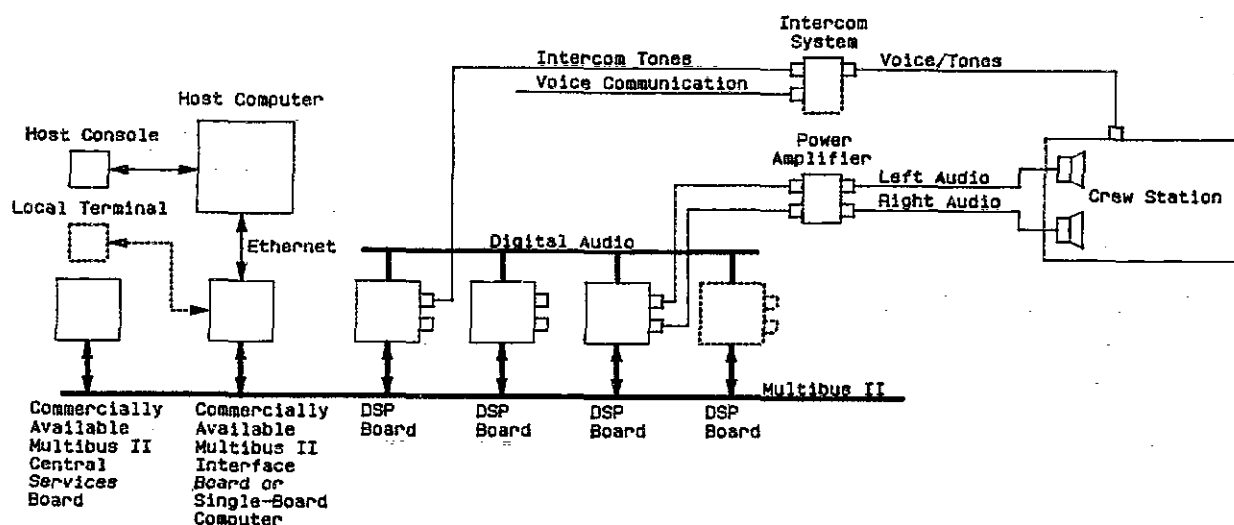 Intercom
System
Intercom Tones
Voice/Tones
Voice Communication
Host Computer
Host Console
Power
Amplifier
Left Audio
Crew Station
Right Audio
Local Terminal
Ethernet
Digital Audio
Multibus II
Commercially
Available
Multibus II
Central
Services
Board
Commercially
Available
Multibus II
Interface
Board or
Single-Board
Computer
DSP
Board
DSP
Board
DSP
Board
DSP
Board